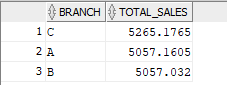 BRANCH TOTAL_SALES
1 C 5265.1765
2 A 5057.1605
3 B 5057.032